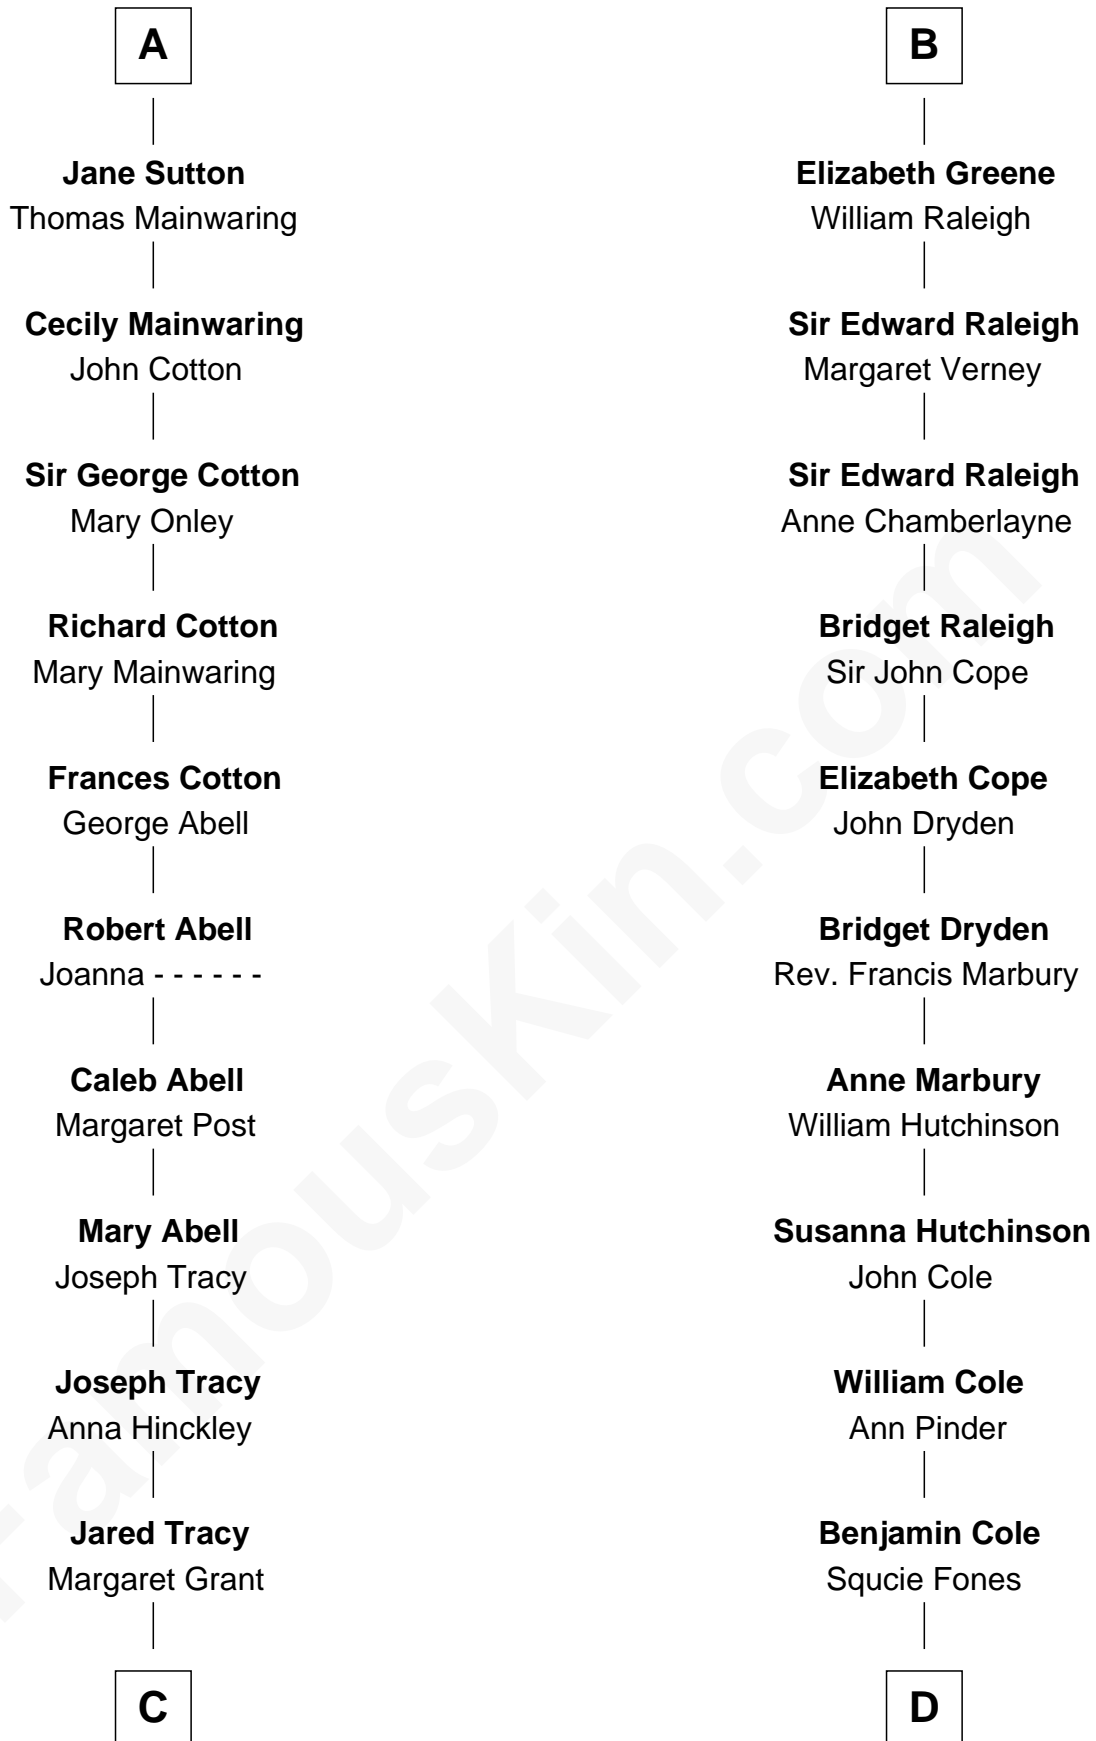 A
Jane Sutton
Thomas Mainwaring
Cecily Mainwaring
John Cotton
Sir George Cotton
Mary Onley
Richard Cotton
Mary Mainwaring
Frances Cotton
George Abell
Robert Abell
Joanna - - - - - -
Caleb Abell
Margaret Post
Mary Abell
Joseph Tracy
Joseph Tracy
Anna Hinckley
Jared Tracy
Margaret Grant
C
B
Elizabeth Greene
William Raleigh
Sir Edward Raleigh
Margaret Verney
Sir Edward Raleigh
Anne Chamberlayne
Bridget Raleigh
Sir John Cope
Elizabeth Cope
John Dryden
Bridget Dryden
Rev. Francis Marbury
Anne Marbury
William Hutchinson
Susanna Hutchinson
John Cole
William Cole
Ann Pinder
Benjamin Cole
Squcie Fones
D
FamousKin.com